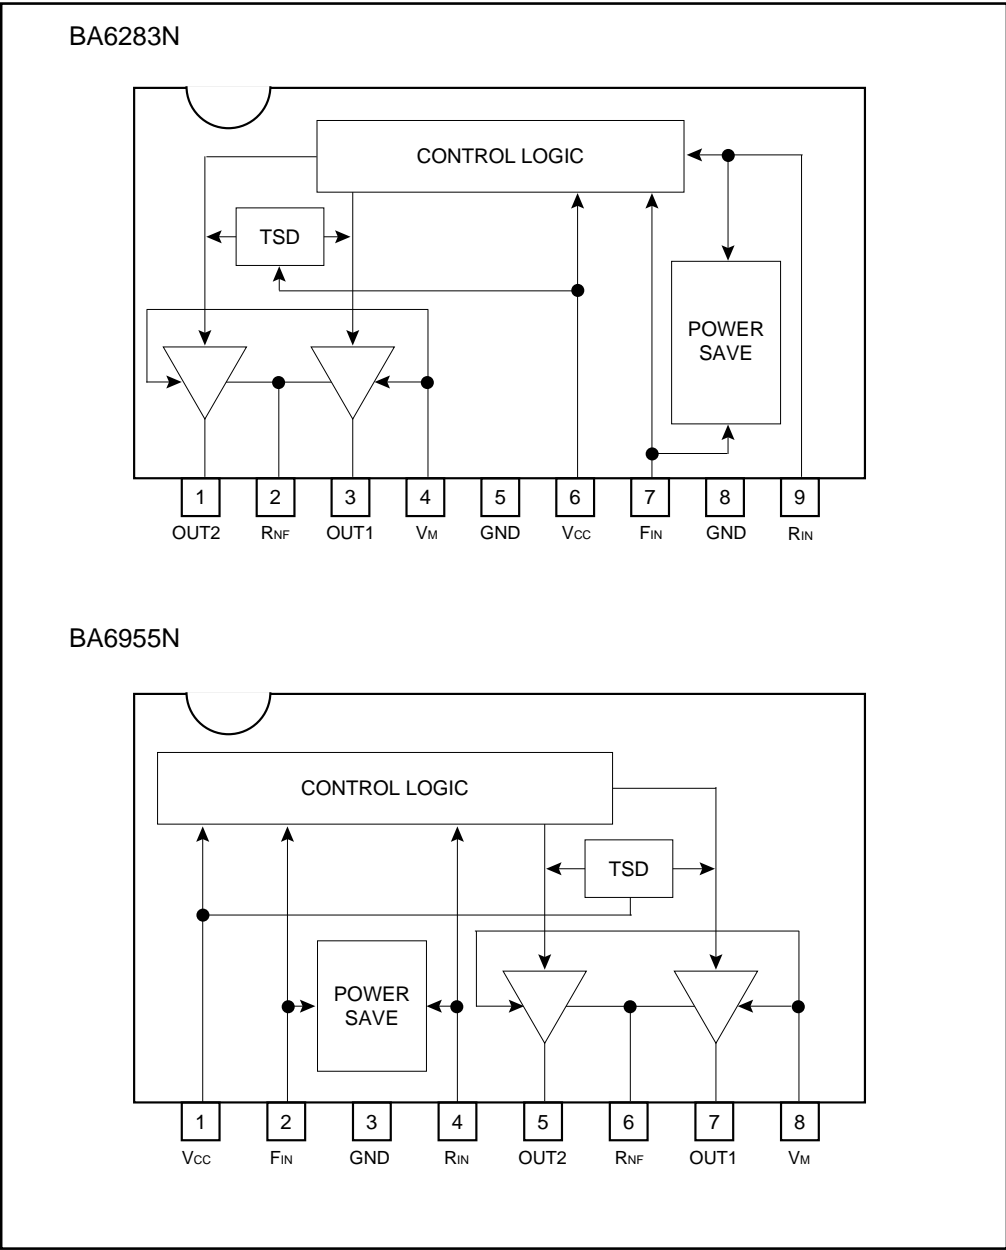 BA6283N
CONTROL LOGIC
TSD
POWER
SAVE
1 2 3 4 5 6 7 8 9
OUT2 RNF OUT1 VM GND VCC FIN GND RIN
BA6955N
CONTROL LOGIC
TSD
POWER
SAVE
1 2 3 4 5 6 7 8
VCC FIN GND RIN OUT2 RNF OUT1 VM